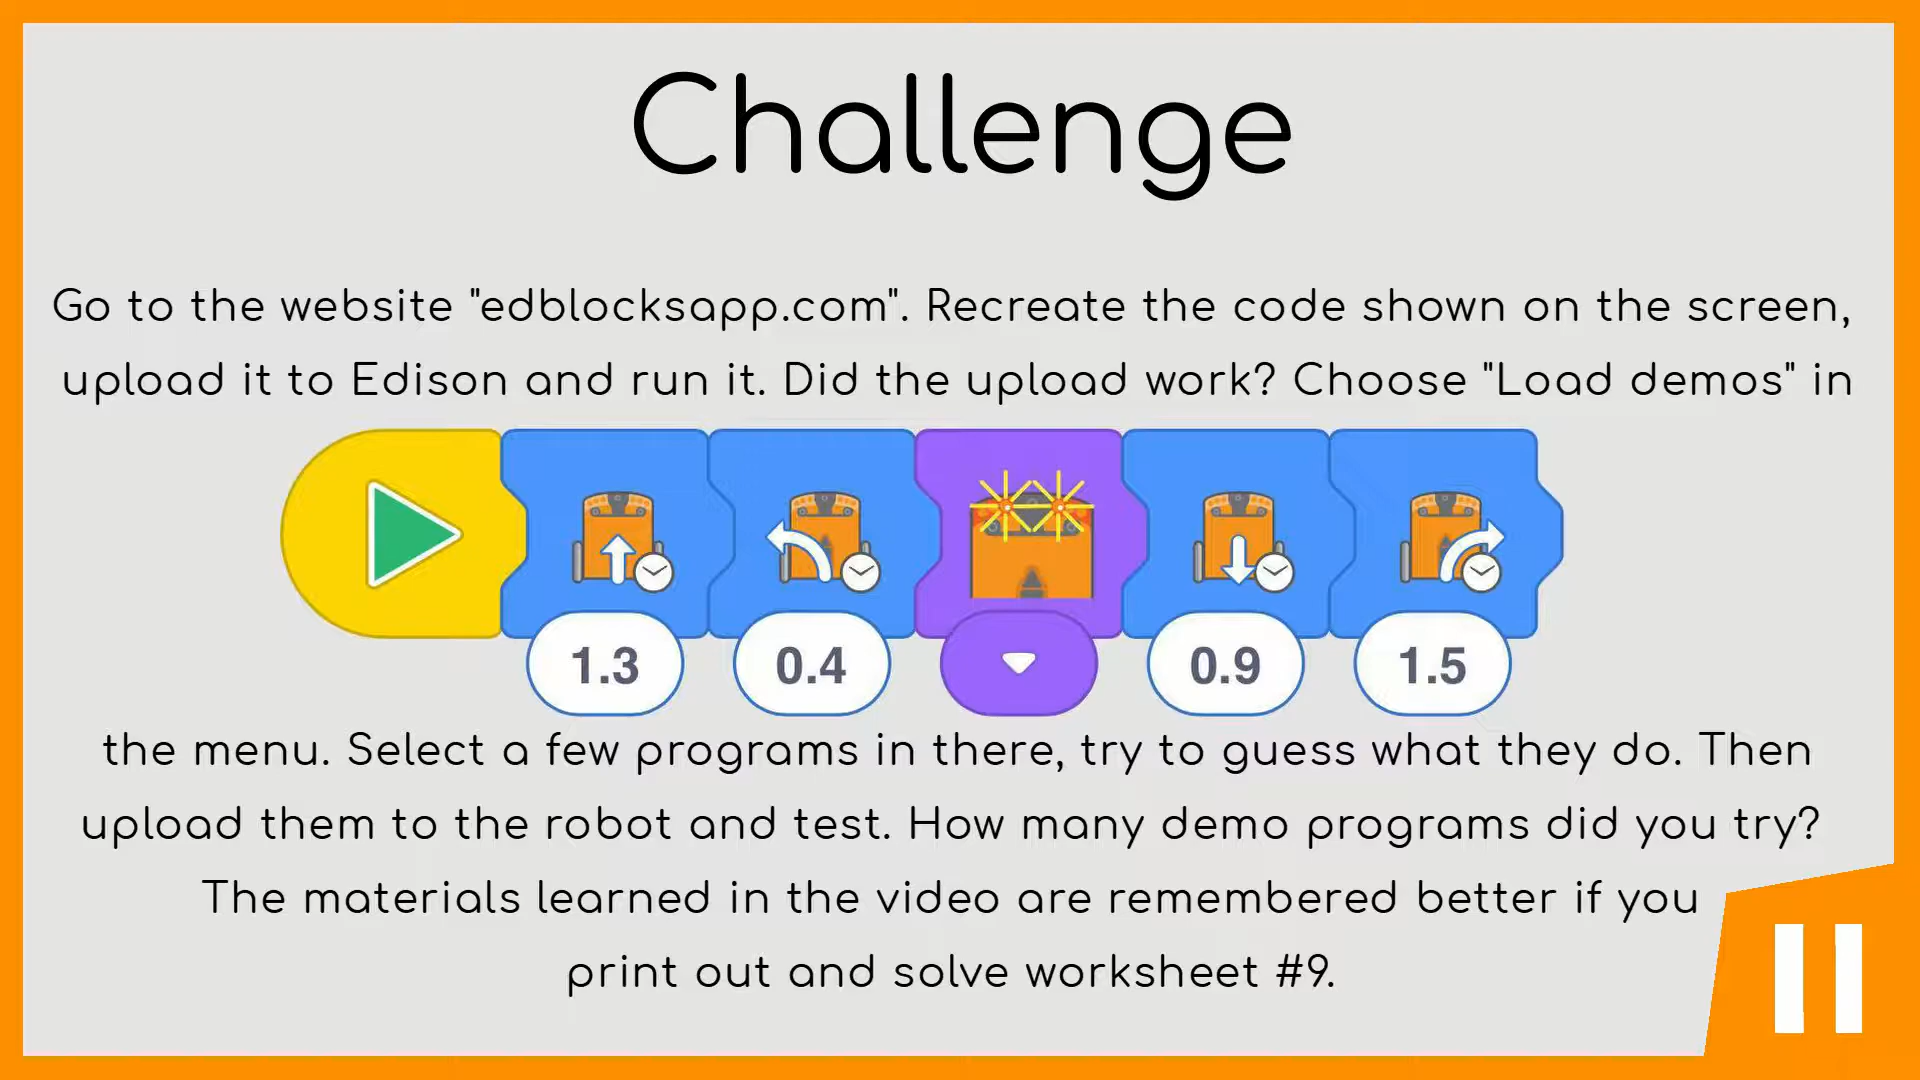 Challenge
Go to the website "edblocksapp.com". Recreate the code shown on the screen,
upload it to Edison and run it. Did the upload work? Choose "Load demos" in
1.3 0.4 0.9 1.5
the menu. Select a few programs in there, try to guess what they do. Then
upload them to the robot and test. How many demo programs did you try?
The materials learned in the video are remembered better if you
print out and solve worksheet #9.